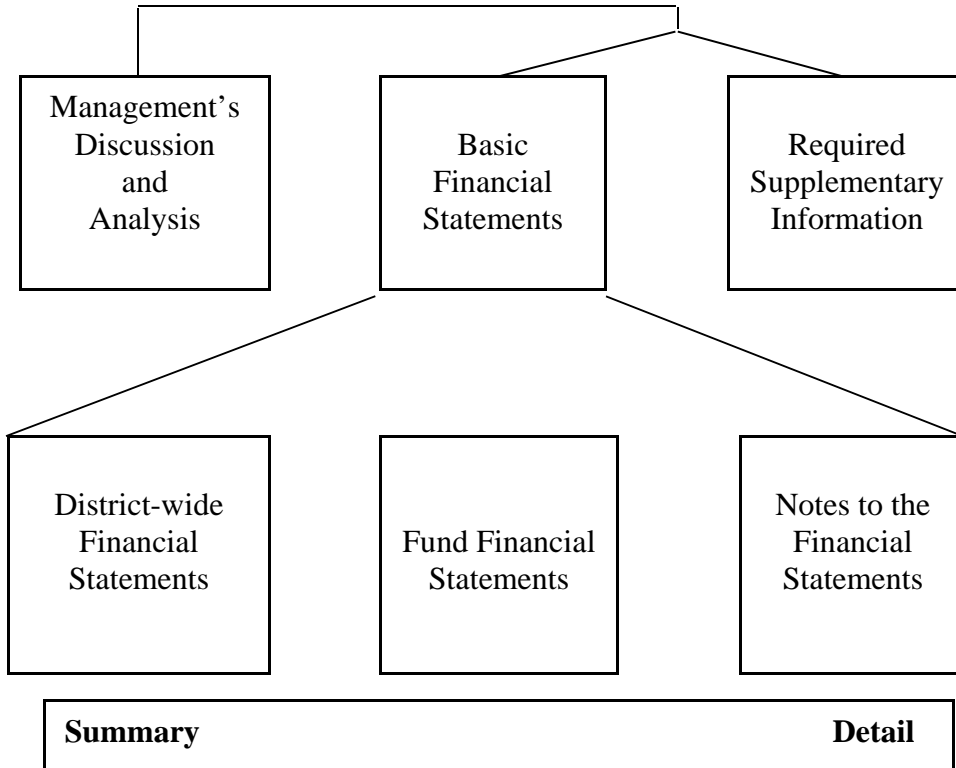 Management’s
Discussion
and
Analysis
Basic
Financial
Statements
Required
Supplementary
Information
District-wide
Financial
Statements
Fund Financial
Statements
Notes to the
Financial
Statements
Summary Detail